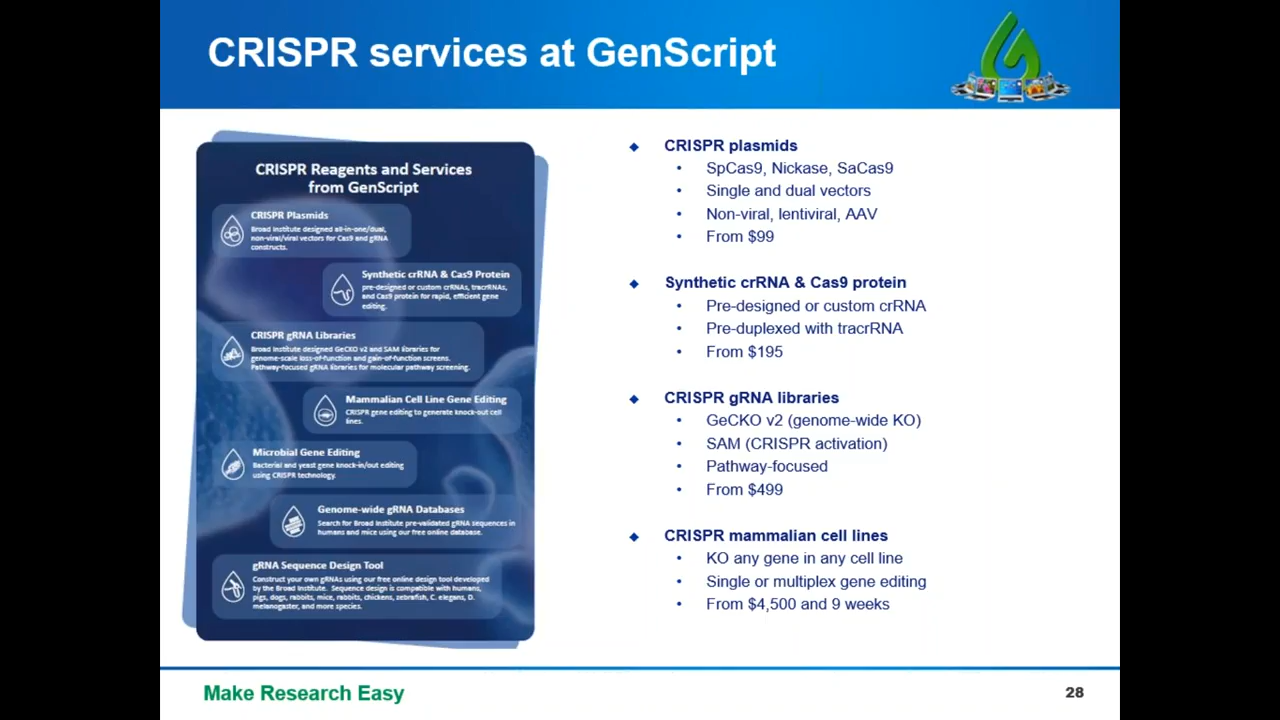 CRISPR services at GenScript
CRISPR Reagents and Services
from GenScript
CRISPR Plasmids
Broad Institute designed all-in-one/dual,
non-viral/viral vectors for Cas9 and gRNA
constructs.
Synthetic crRNA & Cas9 Protein
pre-designed or custom crRNAs, tracrRNAs,
and Cas9 protein for rapid, efficient gene
editing.
CRISPR gRNA Libraries
Broad Institute designed GeCKO v2 and SAM libraries for
genome-scale loss-of-function and gain-of-function screens.
Pathway-focused gRNA libraries for molecular pathway screening.
Mammalian Cell Line Gene Editing
CRISPR gene editing to generate knock-out cell
lines.
Microbial Gene Editing
Bacterial and yeast gene knock-in/out editing
using CRISPR technology.
Genome-wide gRNA Databases
Search for Broad Institute pre-validated gRNA sequences in
humans and mice using our free online database.
gRNA Sequence Design Tool
Construct your own gRNAs using our free online design tool developed
by the Broad Institute. Sequence design is compatible with humans,
pigs, dogs, rabbits, mice, rabbits, chickens, zebrafish, C. elegans, D.
melanogaster, and more species.
◆ CRISPR plasmids
• SpCas9, Nickase, SaCas9
• Single and dual vectors
• Non-viral, lentiviral, AAV
• From $99
◆ Synthetic crRNA & Cas9 protein
• Pre-designed or custom crRNA
• Pre-duplexed with tracrRNA
• From $195
◆ CRISPR gRNA libraries
• GeCKO v2 (genome-wide KO)
• SAM (CRISPR activation)
• Pathway-focused
• From $499
◆ CRISPR mammalian cell lines
• KO any gene in any cell line
• Single or multiplex gene editing
• From $4,500 and 9 weeks
Make Research Easy
28